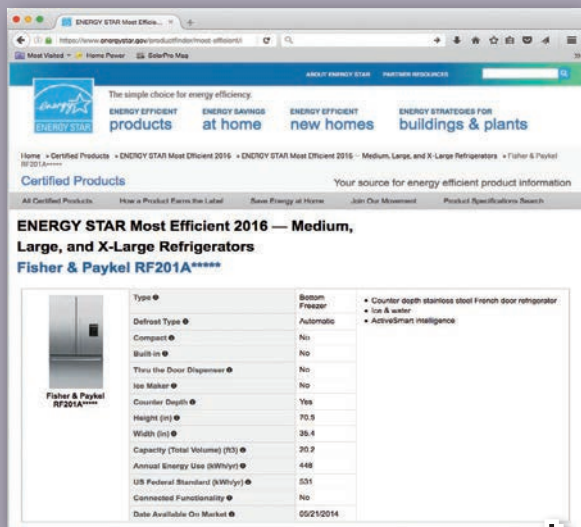 ENERGY STAR Most Efficie...
https://www.energystar.gov/productfinder/most-efficient/
Most Visited
Home Power
SolarPro Mag
ABOUT ENERGY STAR
PARTNER RESOURCES
The simple choice for energy efficiency.
ENERGY EFFICIENT
products
ENERGY SAVINGS
at home
ENERGY EFFICIENT
new homes
ENERGY STRATEGIES FOR
buildings & plants
energy
ENERGY STAR
Home » Certified Products » ENERGY STAR Most Efficient 2016 » ENERGY STAR Most Efficient 2016 — Medium, Large, and X-Large Refrigerators » Fisher & Paykel
RF201A*****
Certified Products
Your source for energy efficient product information
All Certified Products
How a Product Earns the Label
Save Energy at Home
Join Our Movement
Product Specifications Search
ENERGY STAR Most Efficient 2016 — Medium,
Large, and X-Large Refrigerators
Fisher & Paykel RF201A*****
Fisher & Paykel
RF201A*****
Type Bottom
Freezer
Defrost Type Automatic
Compact No
Built-in No
Thru the Door Dispenser No
Ice Maker No
Counter Depth Yes
Height (in) 70.5
Width (in) 35.4
Capacity (Total Volume) (ft3) 20.2
Annual Energy Use (kWh/yr) 448
US Federal Standard (kWh/yr) 531
Connected Functionality No
Date Available On Market 05/21/2014
• Counter depth stainless steel French door refrigerator
• Ice & water
• ActiveSmart intelligence